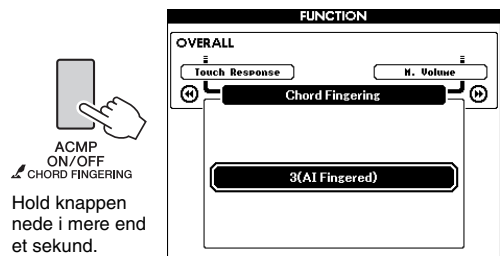 FUNCTION
OVERALL
Touch Response
M. Volume
Chord Fingering
3(AI Fingered)
ACMP
ON/OFF
CHORD FINGERING
Hold knappen
nede i mere end
et sekund.